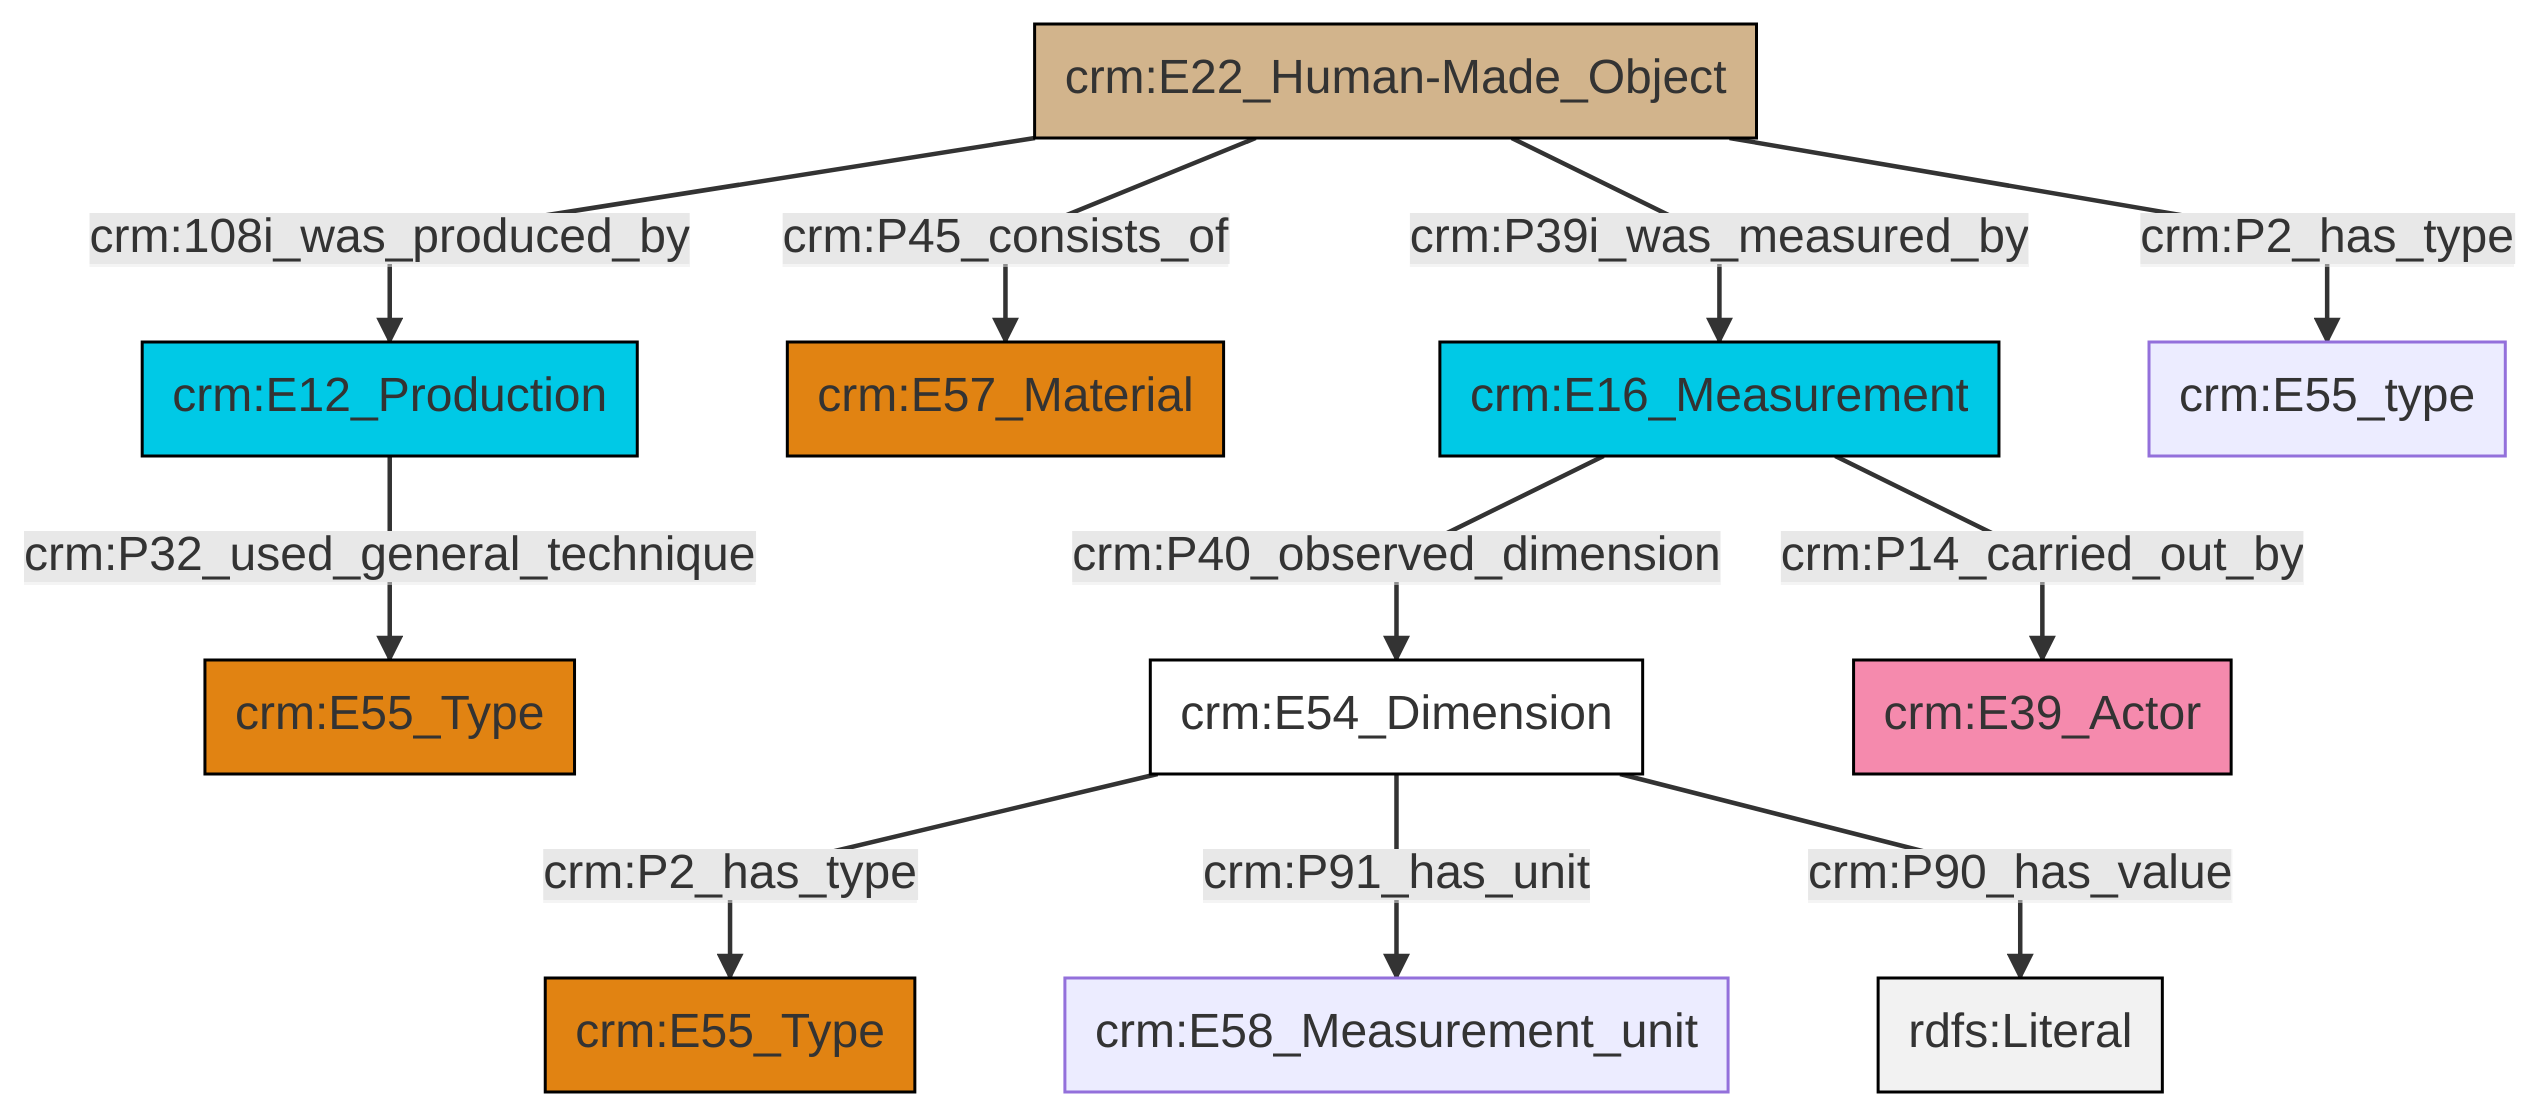 crm:E22_Human-Made_Object
crm:108i_was_produced_by
crm:P45_consists_of
crm:P39i_was_measured_by
crm:P2_has_type
crm:E12_Production
crm:E57_Material
crm:E16_Measurement
crm:E55_type
crm:P32_used_general_technique
crm:P40_observed_dimension
crm:P14_carried_out_by
crm:E55_Type
crm:E54_Dimension
crm:E39_Actor
crm:P2_has_type
crm:P91_has_unit
crm:P90_has_value
crm:E55_Type
crm:E58_Measurement_unit
rdfs:Literal